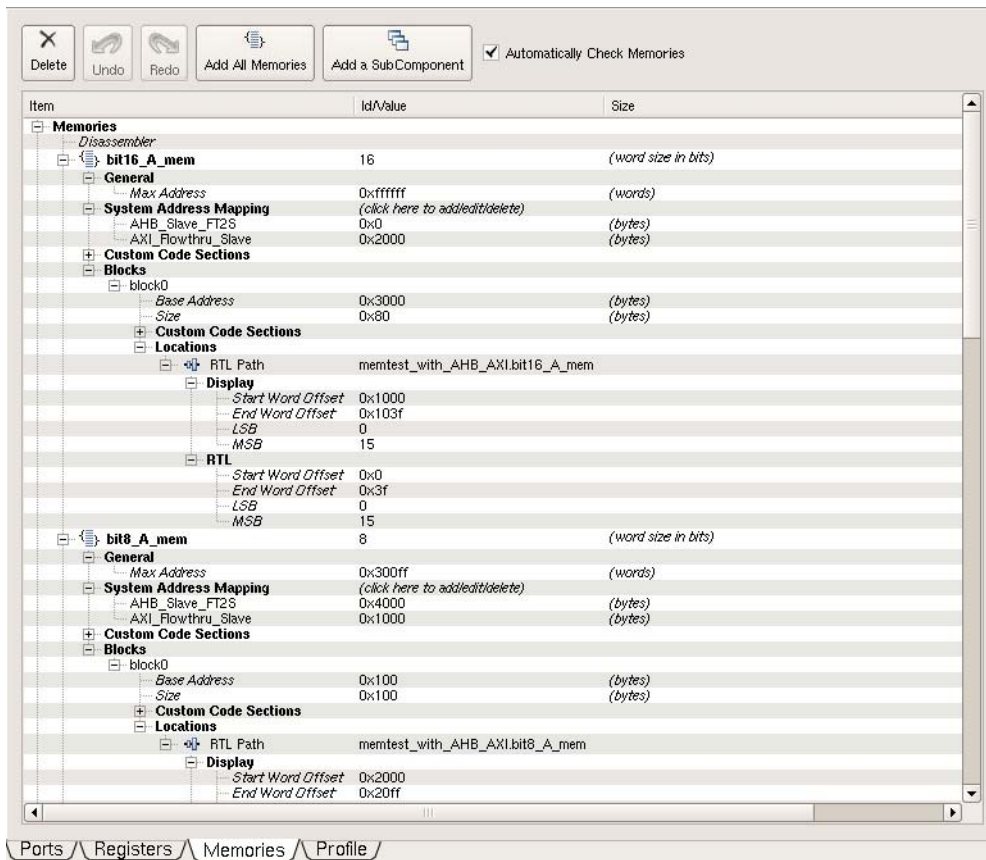 Delete Undo Redo Add All Memories Add a SubComponent Automatically Check Memories
Item Id/Value Size
Memories
Disassembler
bit16_A_mem 16 (word size in bits)
General
Max Address 0xffffff (words)
System Address Mapping (click here to add/edit/delete)
AHB_Slave_FT2S 0x0 (bytes)
AXI_Flowthru_Slave 0x2000 (bytes)
Custom Code Sections
Blocks
block0
Base Address 0x3000 (bytes)
Size 0x80 (bytes)
Custom Code Sections
Locations
RTL Path memtest_with_AHB_AXI.bit16_A_mem
Display
Start Word Offset 0x1000
End Word Offset 0x103f
LSB 0
MSB 15
RTL
Start Word Offset 0x0
End Word Offset 0x3f
LSB 0
MSB 15
bit8_A_mem 8 (word size in bits)
General
Max Address 0x300ff (words)
System Address Mapping (click here to add/edit/delete)
AHB_Slave_FT2S 0x4000 (bytes)
AXI_Flowthru_Slave 0x1000 (bytes)
Custom Code Sections
Blocks
block0
Base Address 0x100 (bytes)
Size 0x100 (bytes)
Custom Code Sections
Locations
RTL Path memtest_with_AHB_AXI.bit8_A_mem
Display
Start Word Offset 0x2000
End Word Offset 0x20ff
Ports Registers Memories Profile